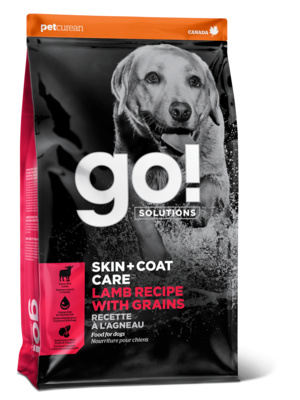 petcurean
CANADA
go!
SOLUTIONS
SKIN + COAT
CARE
LAMB RECIPE
WITH GRAINS
RECETTE
À L'AGNEAU
Food for dogs
Nourriture pour chiens
go!